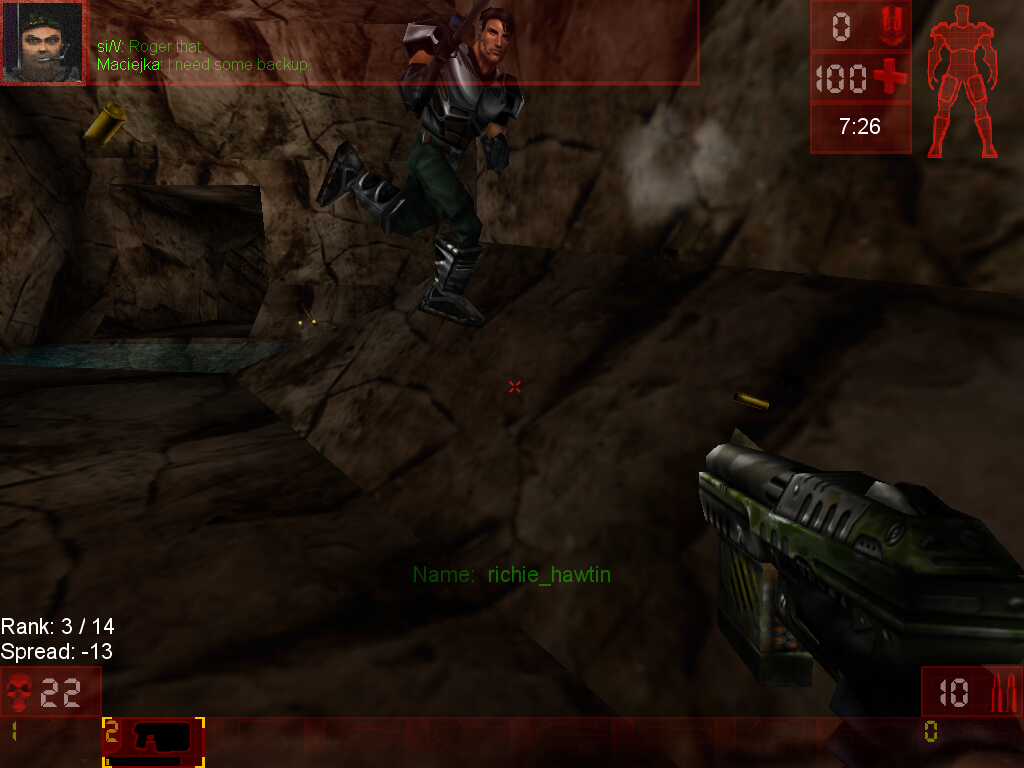 siN: Roger that.
Maciejka: I need some backup.
0
100
7:26
Name: richie_hawtin
Rank: 3 / 14
Spread: -13
22
10
1
2
0